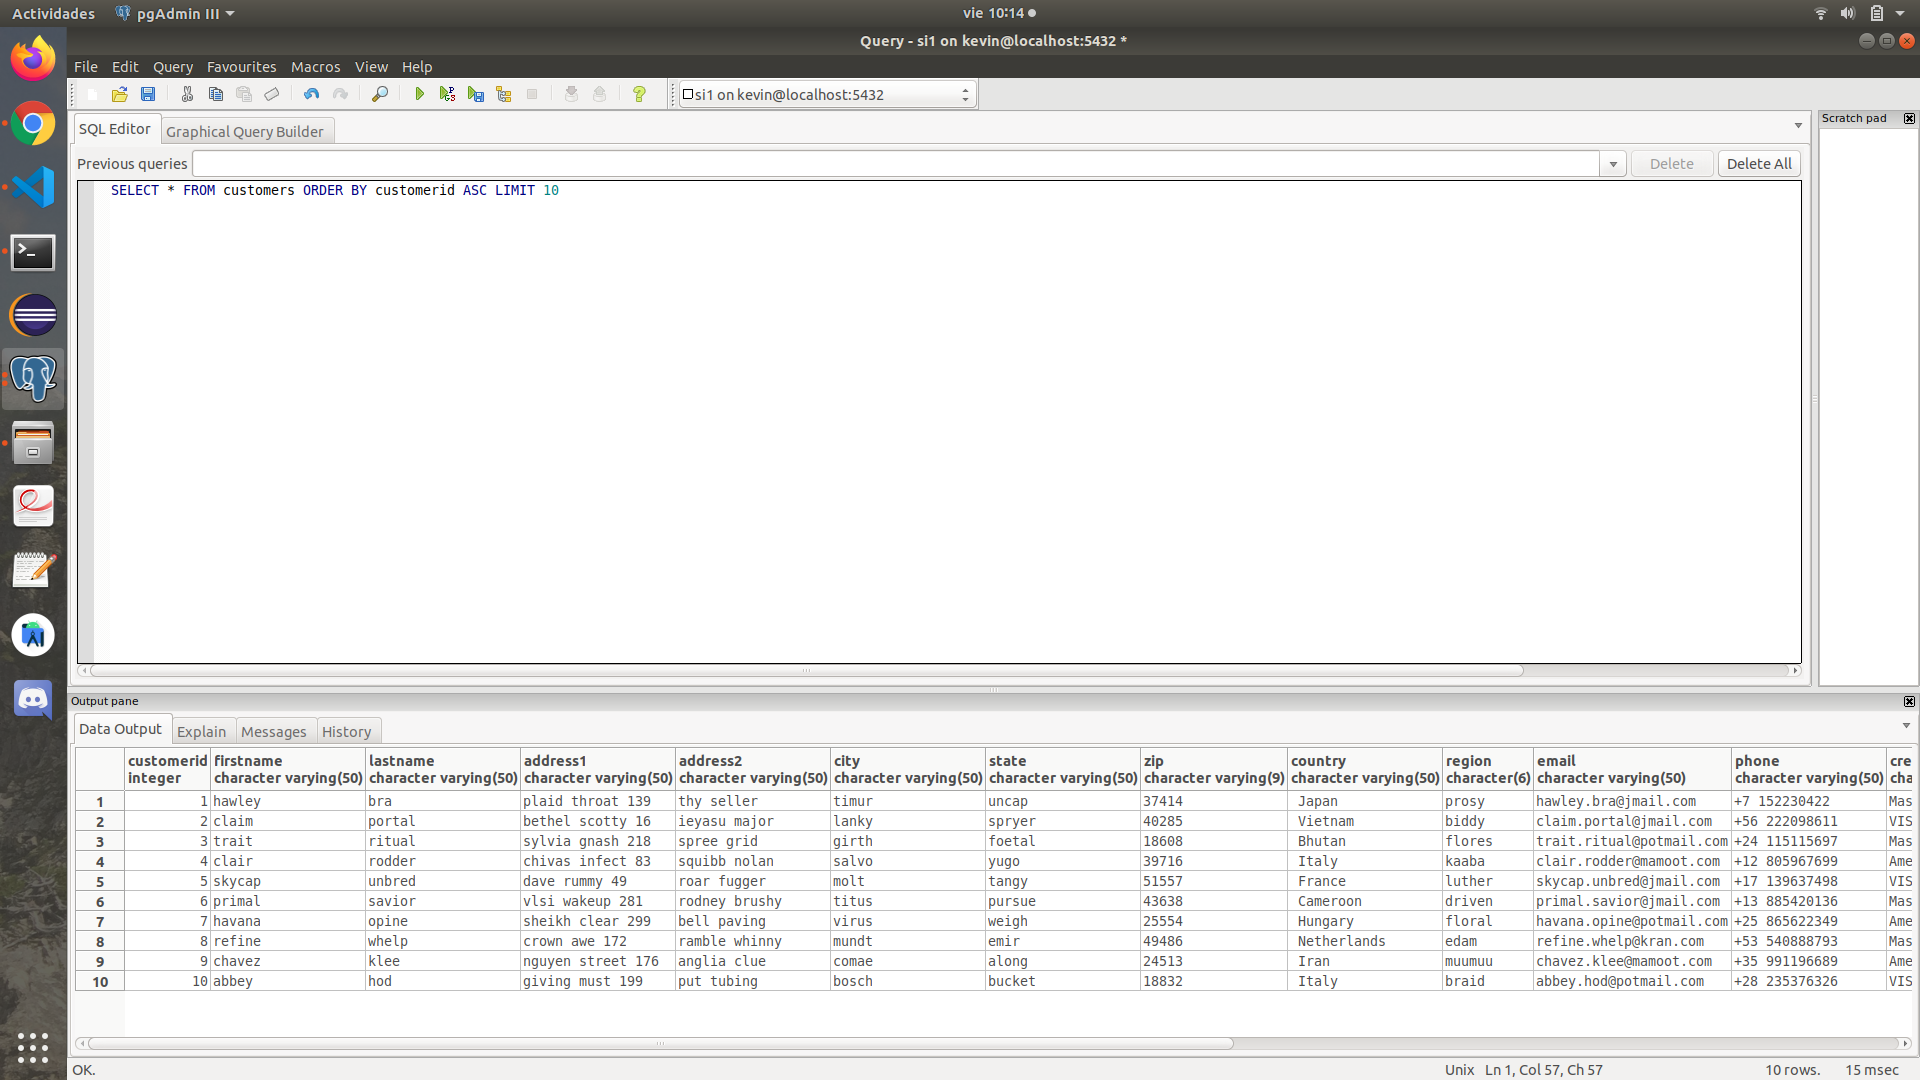 Actividades pgAdmin III vie 10:14
Query - si1 on kevin@localhost:5432 *
File Edit Query Favourites Macros View Help
si1 on kevin@localhost:5432
SQL Editor Graphical Query Builder
Scratch pad
Previous queries Delete Delete All
SELECT * FROM customers ORDER BY customerid ASC LIMIT 10
Output pane
Data Output Explain Messages History
customerid firstname lastname address1 address2 city state zip country region email phone cre
integer character varying(50) character varying(50) character varying(50) character varying(50) character varying(50) character varying(50) character varying(9) character varying(50) character(6) character varying(50) character varying(50) cha
1 1 hawley bra plaid throat 139 thy seller timur uncap 37414 Japan prosy hawley.bra@jmail.com +7 152230422 Mas
2 2 claim portal bethel scotty 16 ieyasu major lanky spryer 40285 Vietnam biddy claim.portal@jmail.com +56 222098611 VIS
3 3 trait ritual sylvia gnash 218 spree grid girth foetal 18608 Bhutan flores trait.ritual@potmail.com +24 115115697 Mas
4 4 clair rodder chivas infect 83 squibb nolan salvo yugo 39716 Italy kaaba clair.rodder@mamoot.com +12 805967699 Ame
5 5 skycap unbred dave rummy 49 roar fugger molt tangy 51557 France luther skycap.unbred@jmail.com +17 139637498 VIS
6 6 primal savior vlsi wakeup 281 rodney brushy titus pursue 43638 Cameroon driven primal.savior@jmail.com +13 885420136 Mas
7 7 havana opine sheikh clear 299 bell paving virus weigh 25554 Hungary floral havana.opine@potmail.com +25 865622349 Ame
8 8 refine whelp crown awe 172 ramble whinny mundt emir 49486 Netherlands edam refine.whelp@kran.com +53 540888793 Mas
9 9 chavez klee nguyen street 176 anglia clue comae along 24513 Iran muumuu chavez.klee@mamoot.com +35 991196689 Ame
10 10 abbey hod giving must 199 put tubing bosch bucket 18832 Italy braid abbey.hod@potmail.com +28 235376326 VIS
OK. Unix Ln 1, Col 57, Ch 57 10 rows. 15 msec